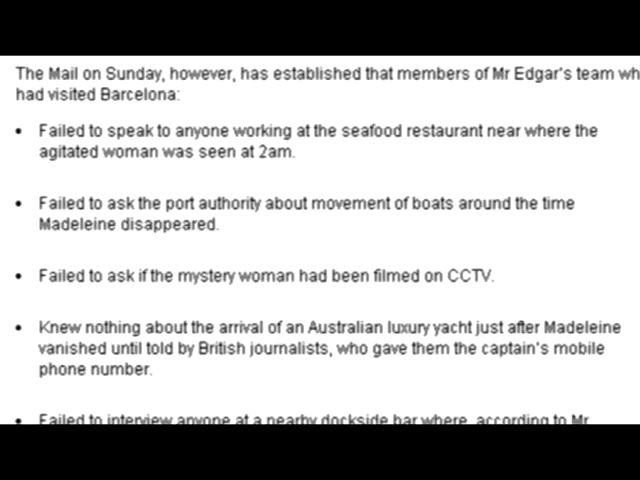 The Mail on Sunday, however, has established that members of Mr Edgar's team wh
had visited Barcelona:
• Failed to speak to anyone working at the seafood restaurant near where the
agitated woman was seen at 2am.
• Failed to ask the port authority about movement of boats around the time
Madeleine disappeared.
• Failed to ask if the mystery woman had been filmed on CCTV.
• Knew nothing about the arrival of an Australian luxury yacht just after Madeleine
vanished until told by British journalists, who gave them the captain's mobile
phone number.
• Failed to interview anyone at a nearby dockside bar where, according to Mr